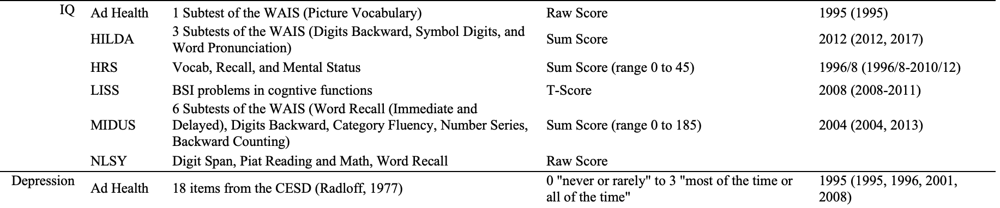 IQ Ad Health 1 Subtest of the WAIS (Picture Vocabulary) Raw Score 1995 (1995)
HILDA 3 Subtests of the WAIS (Digits Backward, Symbol Digits, and
Word Pronunciation) Sum Score 2012 (2012, 2017)
HRS Vocab, Recall, and Mental Status Sum Score (range 0 to 45) 1996/8 (1996/8-2010/12)
LISS BSI problems in cogntive functions T-Score 2008 (2008-2011)
6 Subtests of the WAIS (Word Recall (Immediate and
MIDUS Delayed), Digits Backward, Category Fluency, Number Series, Sum Score (range 0 to 185) 2004 (2004, 2013)
Backward Counting)
NLSY Digit Span, Piat Reading and Math, Word Recall Raw Score
Depression Ad Health 18 items from the CESD (Radloff, 1977) 0 "never or rarely" to 3 "most of the time or 1995 (1995, 1996, 2001,
all of the time" 2008)